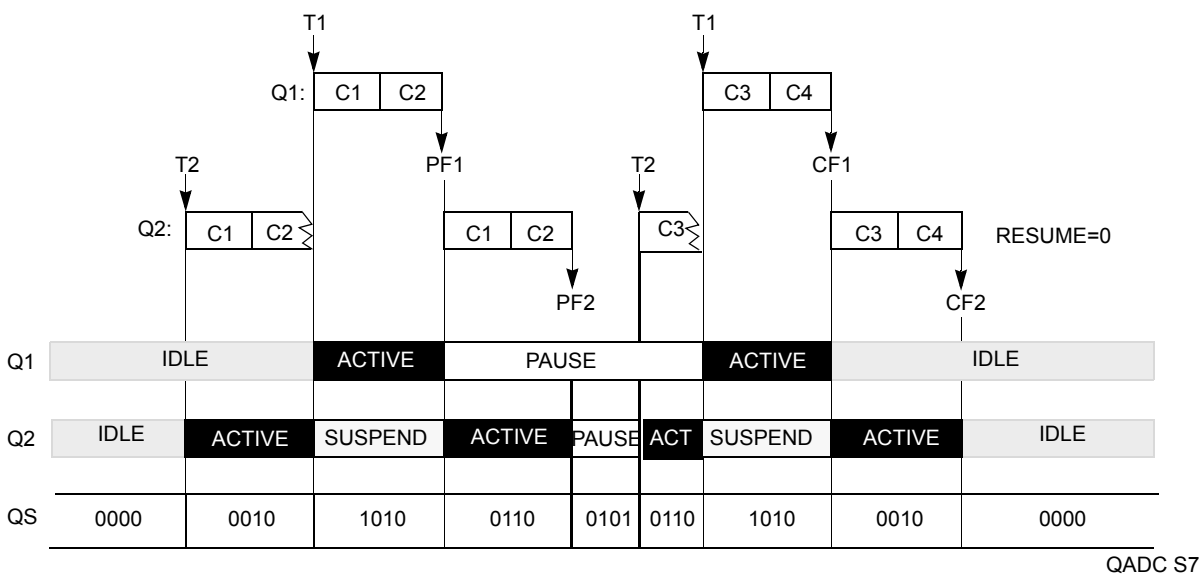 T1 T1
Q1: C1 C2 C3 C4
T2 PF1 T2 CF1
Q2: C1 C2 C1 C2 C3 C3 C4 RESUME=0
PF2 CF2
Q1 IDLE ACTIVE PAUSE ACTIVE IDLE
Q2 IDLE ACTIVE SUSPEND ACTIVE PAUSE ACT SUSPEND ACTIVE IDLE
QS 0000 0010 1010 0110 0101 0110 1010 0010 0000
QADC S7